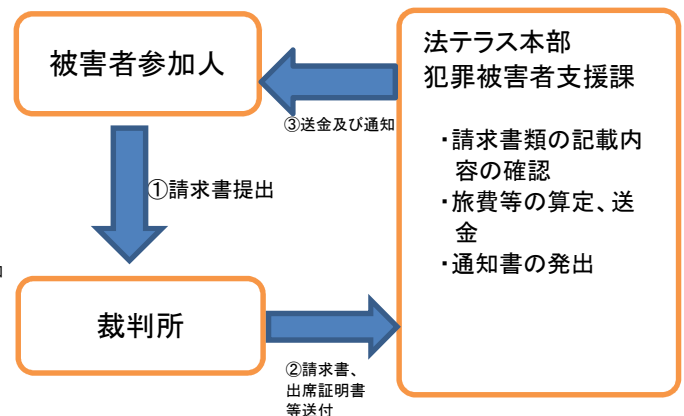 被害者参加人
法テラス本部
犯罪被害者支援課
・請求書類の記載内
容の確認
・旅費等の算定、送
金
・通知書の発出
③送金及び通知
①請求書提出
裁判所
②請求書、
出席証明書
等送付